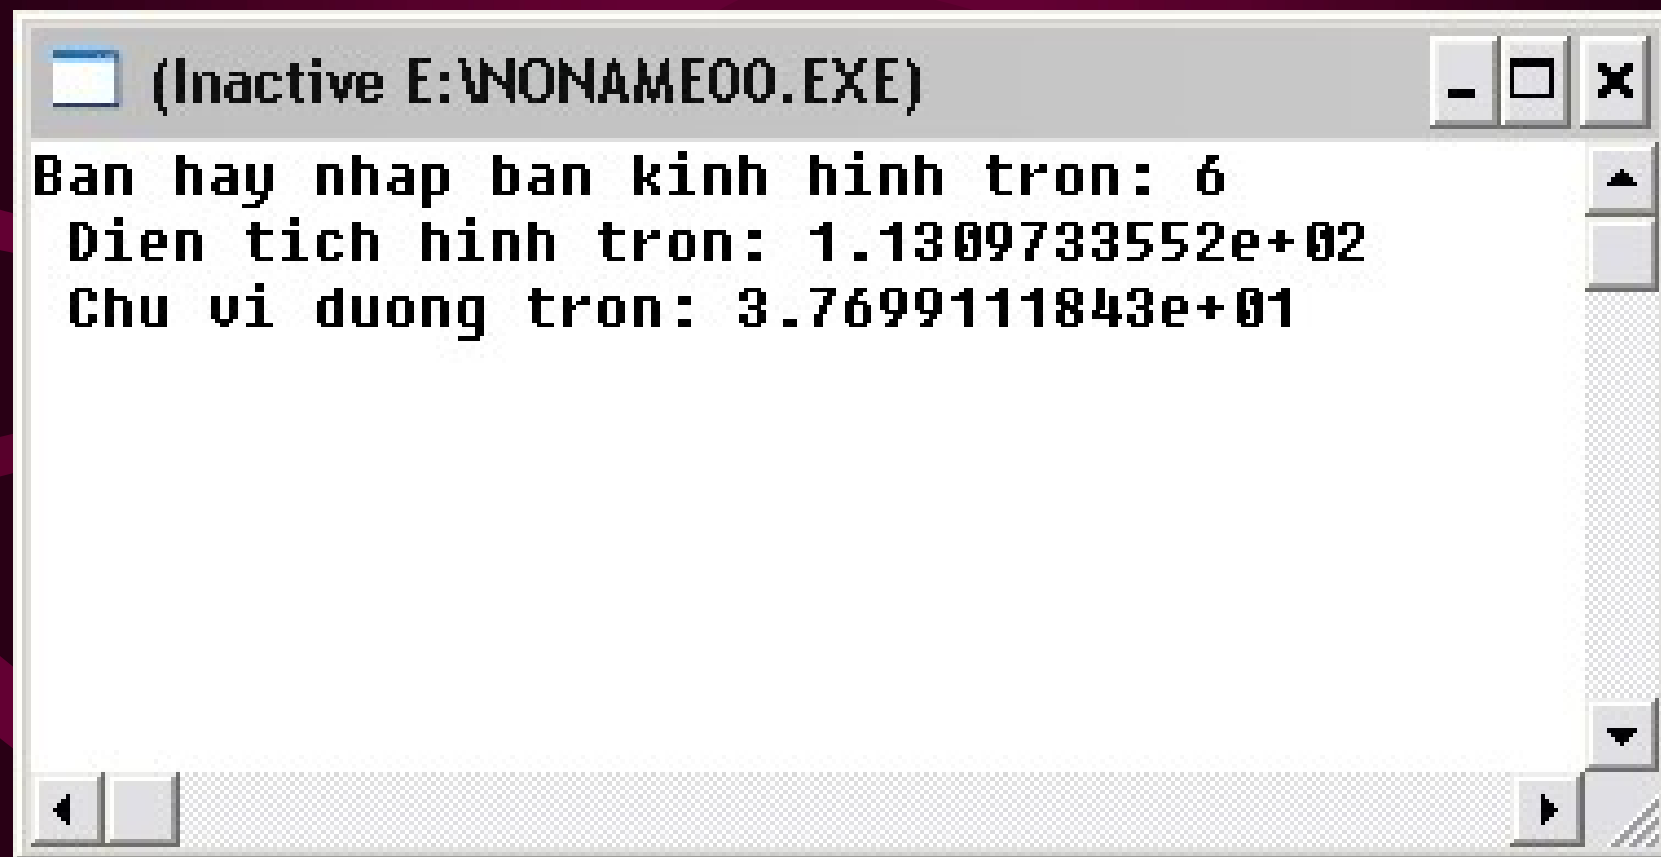 (Inactive E:\NONAME00.EXE)
Ban hay nhap ban kinh hinh tron: 6
Dien tich hinh tron: 1.1309733552e+02
Chu vi duong tron: 3.7699111843e+01